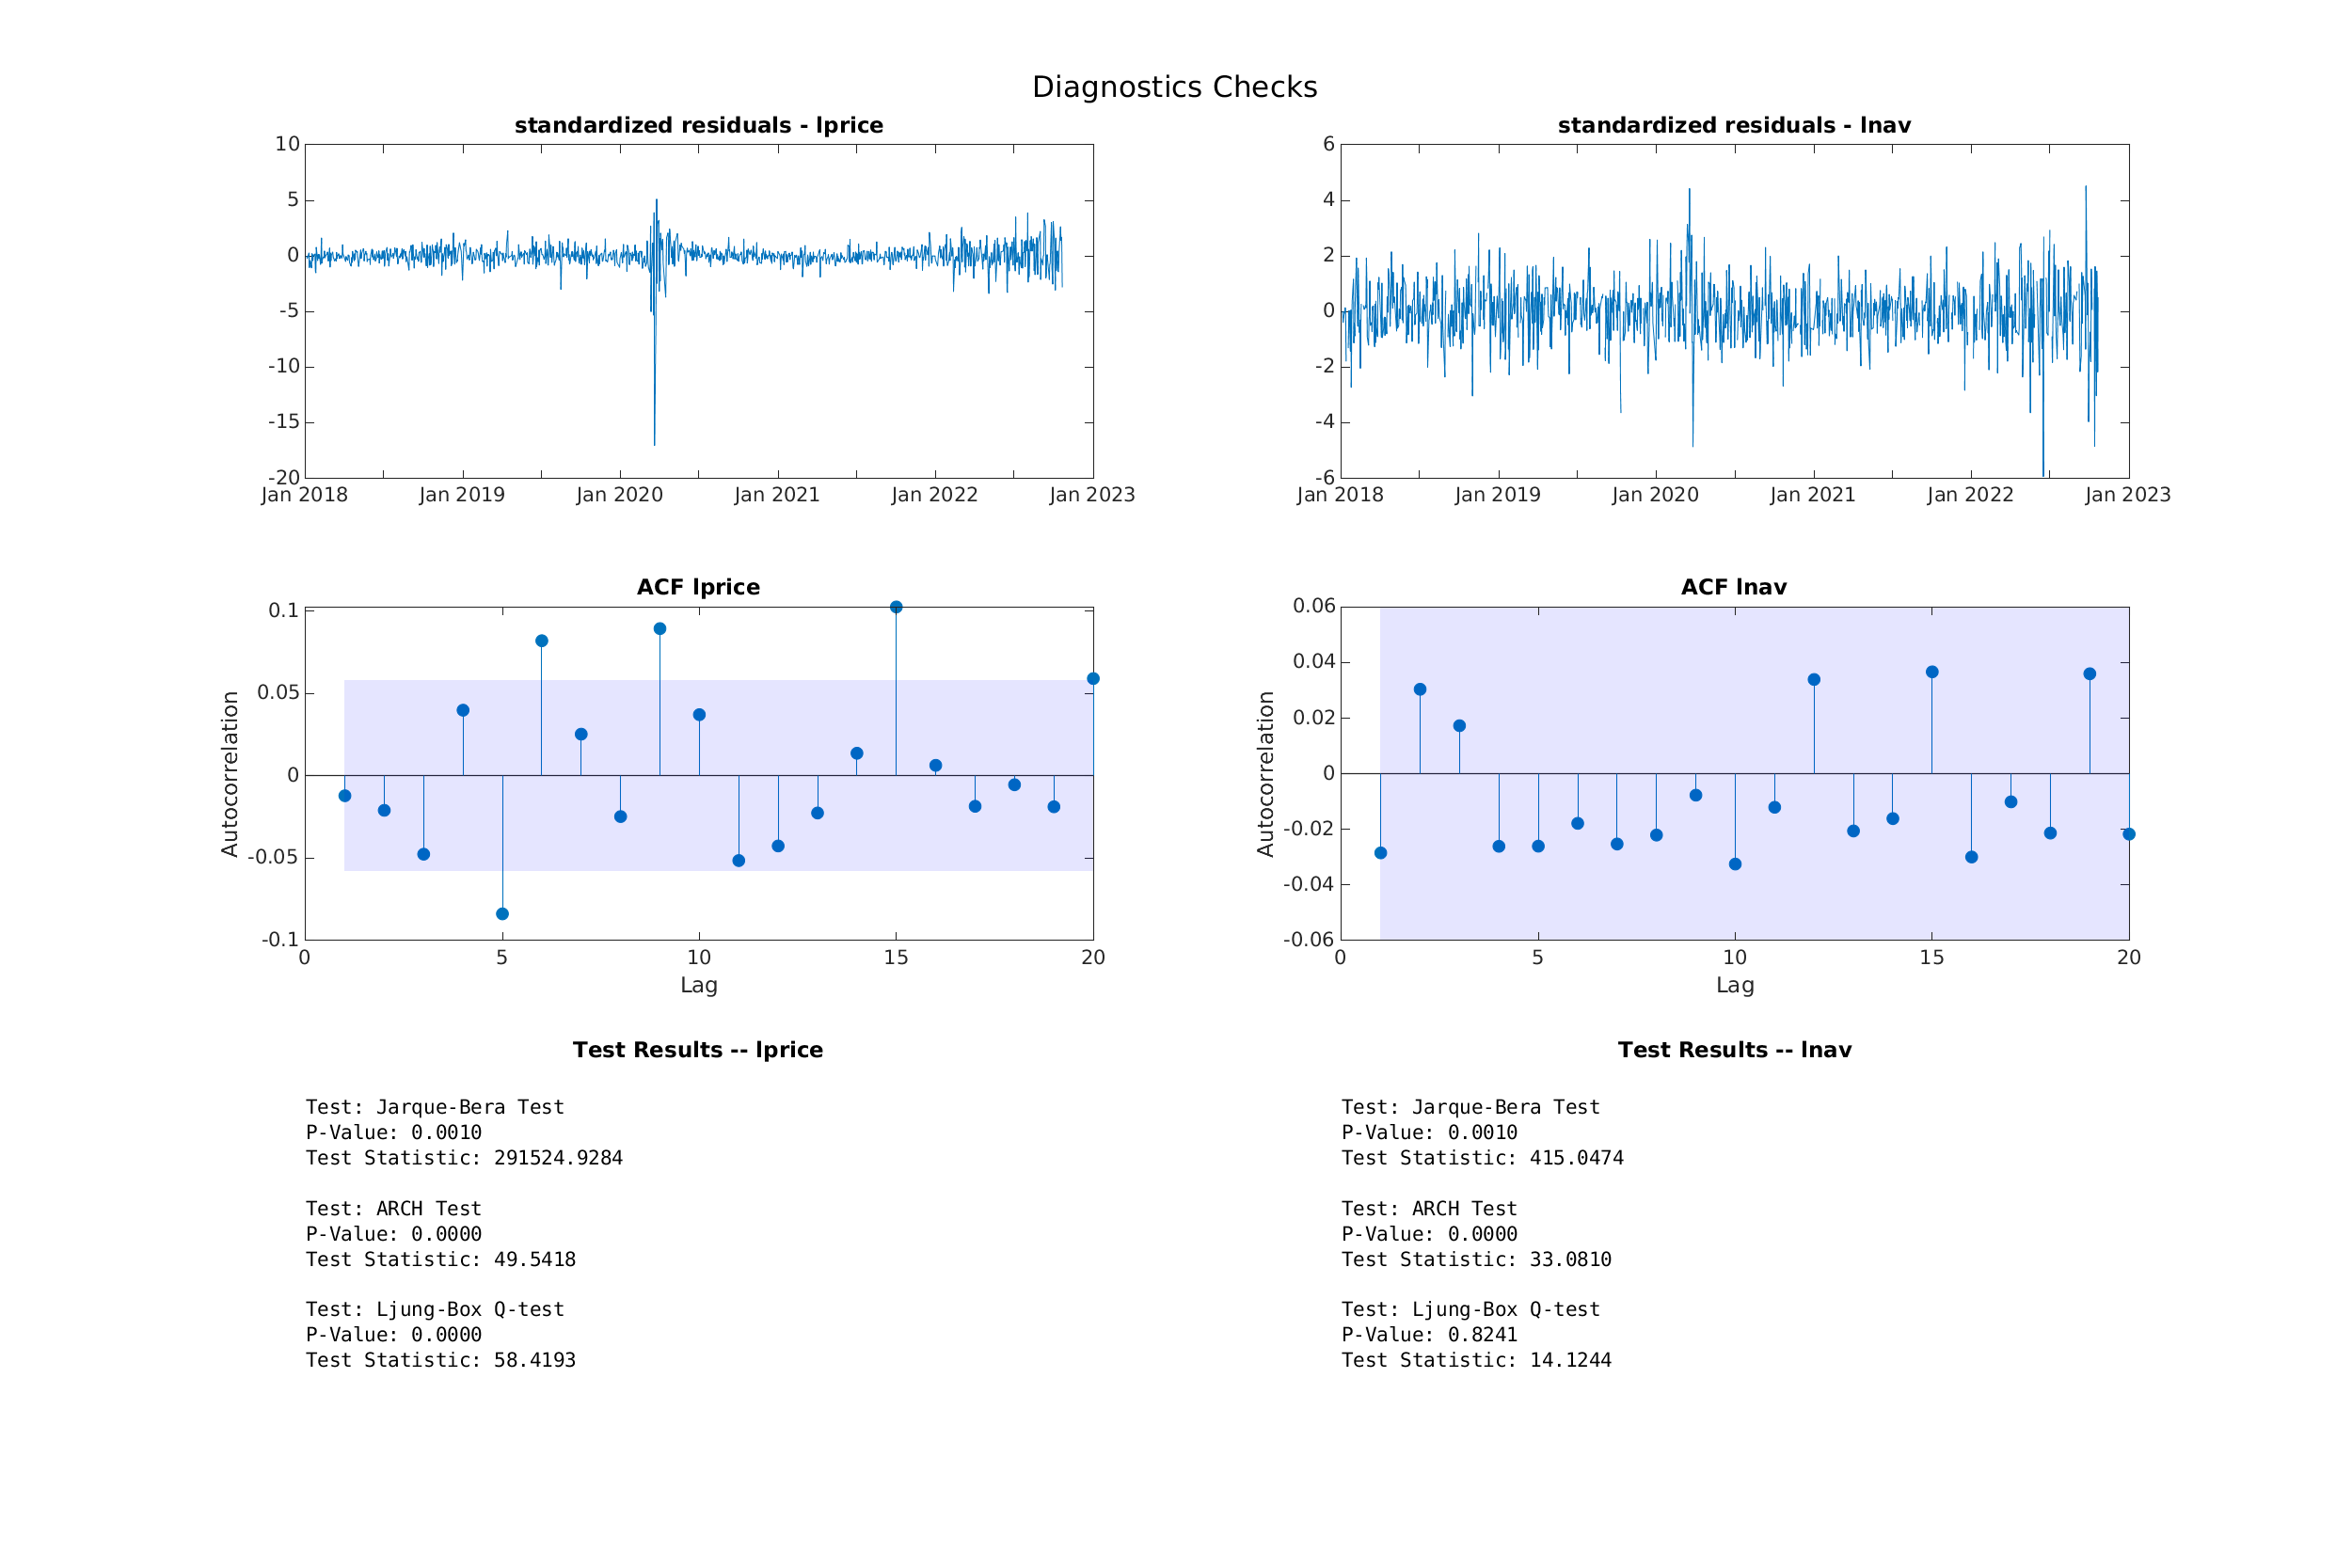 Diagnostics Checks
standardized residuals - lprice
10
5
0
-5
-10
-15
-20
Jan 2018 Jan 2019 Jan 2020 Jan 2021 Jan 2022 Jan 2023
standardized residuals - lnav
6
4
2
0
-2
-4
-6
Jan 2018 Jan 2019 Jan 2020 Jan 2021 Jan 2022 Jan 2023
ACF lprice
Autocorrelation
0.1
0.05
0
-0.05
-0.1
0 5 10 15 20
Lag
ACF lnav
Autocorrelation
0.06
0.04
0.02
0
-0.02
-0.04
-0.06
0 5 10 15 20
Lag
Test Results -- lprice
Test: Jarque-Bera Test
P-Value: 0.0010
Test Statistic: 291524.9284
Test: ARCH Test
P-Value: 0.0000
Test Statistic: 49.5418
Test: Ljung-Box Q-test
P-Value: 0.0000
Test Statistic: 58.4193
Test Results -- lnav
Test: Jarque-Bera Test
P-Value: 0.0010
Test Statistic: 415.0474
Test: ARCH Test
P-Value: 0.0000
Test Statistic: 33.0810
Test: Ljung-Box Q-test
P-Value: 0.8241
Test Statistic: 14.1244